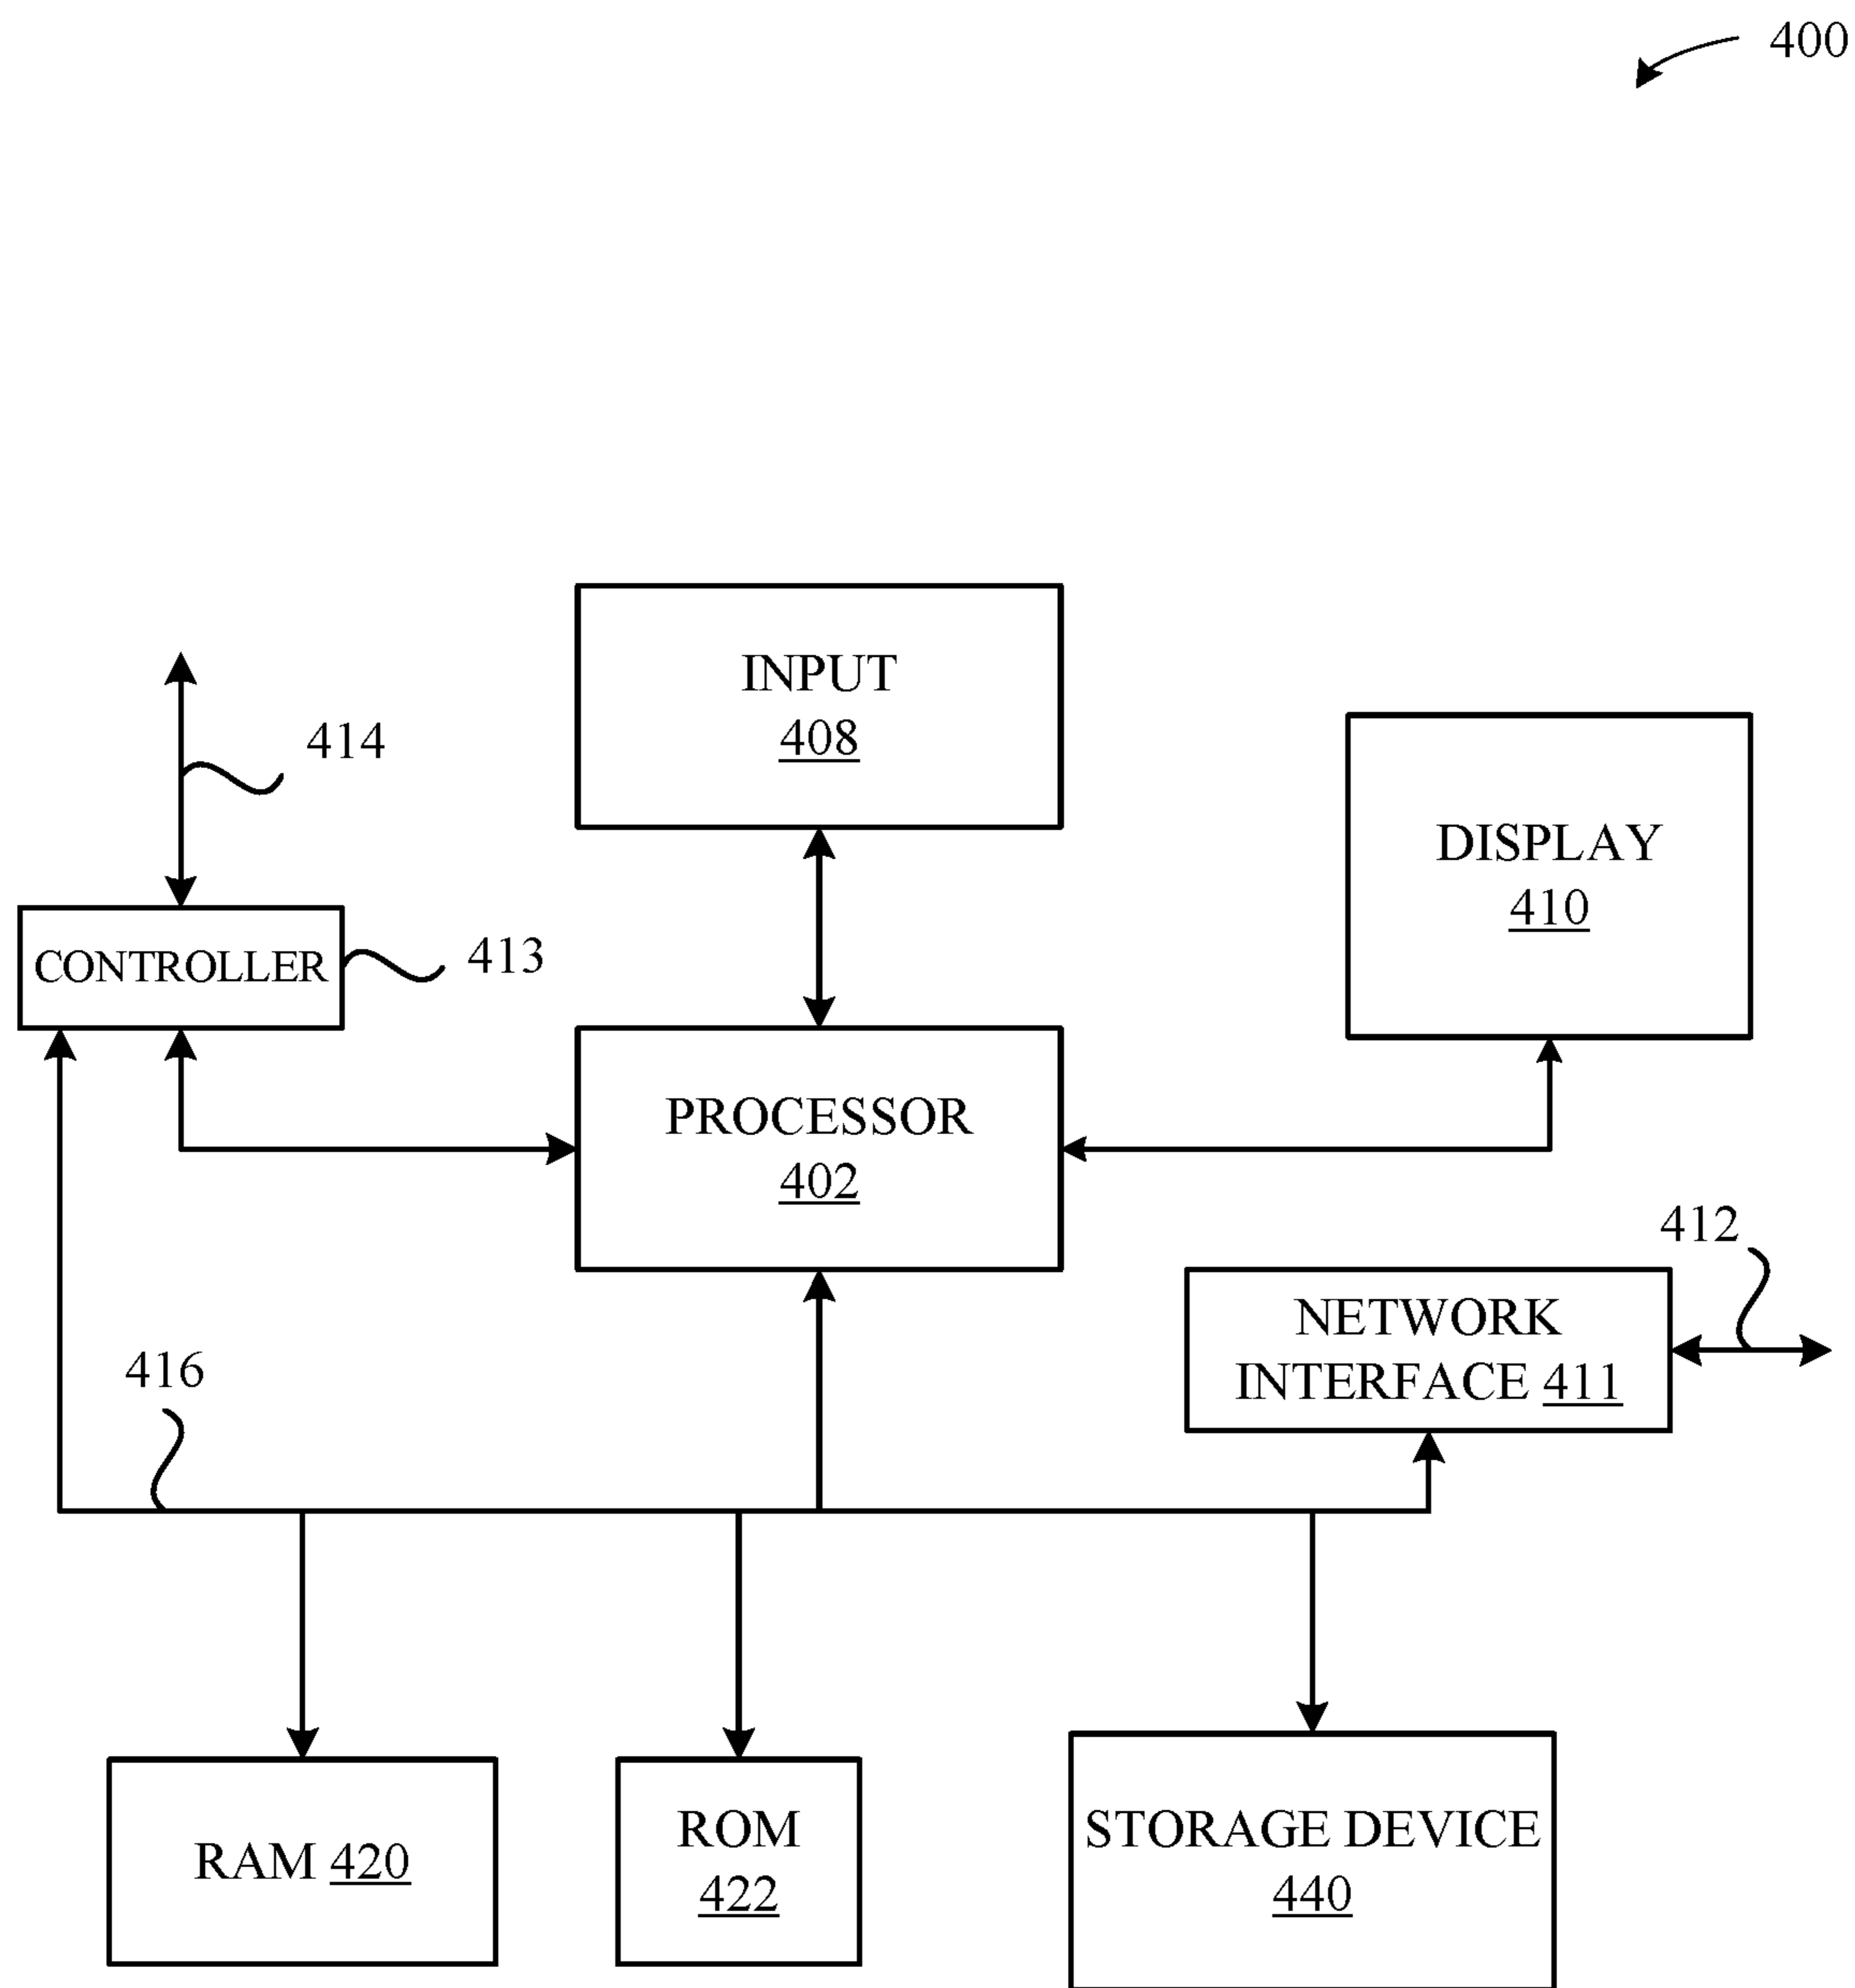 400
INPUT
408
414
DISPLAY
410
CONTROLLER
413
PROCESSOR
402
412
NETWORK
INTERFACE 411
416
RAM 420
ROM
422
STORAGE DEVICE
440